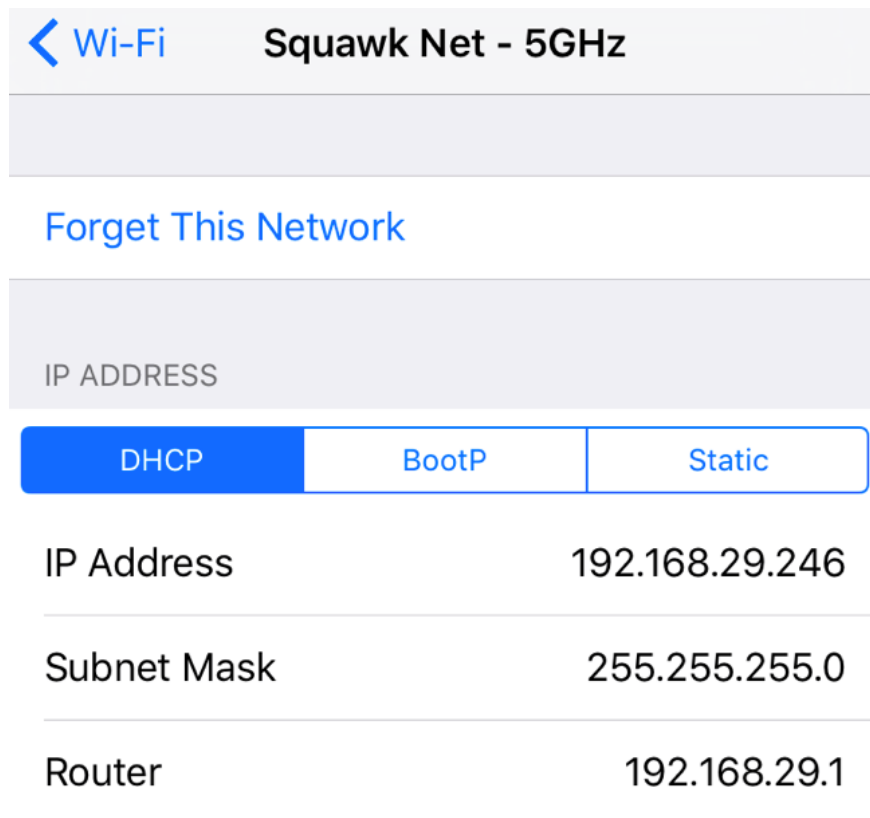 Wi-Fi Squawk Net - 5GHz
Forget This Network
IP ADDRESS
DHCP BootP Static
IP Address 192.168.29.246
Subnet Mask 255.255.255.0
Router 192.168.29.1